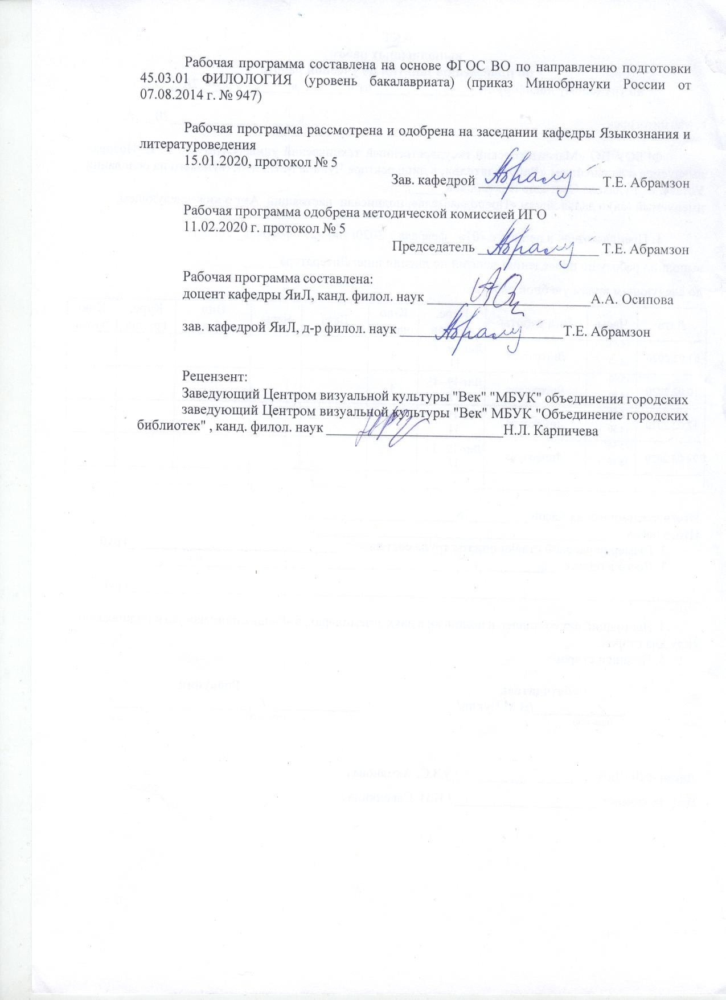 Рабочая программа составлена на основе ФГОС ВО по направлению подготовки
45.03.01 ФИЛОЛОГИЯ (уровень бакалавриата) (приказ Минобрнауки России от
07.08.2014 г. № 947)
Рабочая программа рассмотрена и одобрена на заседании кафедры Языкознания и
литературоведения
15.01.2020, протокол № 5
Зав. кафедрой Абрамз Т.Е. Абрамзон
Рабочая программа одобрена методической комиссией ИГО
11.02.2020 г. протокол № 5
Председатель Абрамз Т.Е. Абрамзон
Рабочая программа составлена:
доцент кафедры ЯиЛ, канд. филол. наук А.А. Осипова
зав. кафедрой ЯиЛ, д-р филол. наук Абрамз Т.Е. Абрамзон
Рецензент:
Заведующий Центром визуальной культуры "Век" "МБУК" объединения городских
заведующий Центром визуальной культуры "Век" МБУК "Объединение городских
библиотек" , канд. филол. наук Н.Л. Карпичева